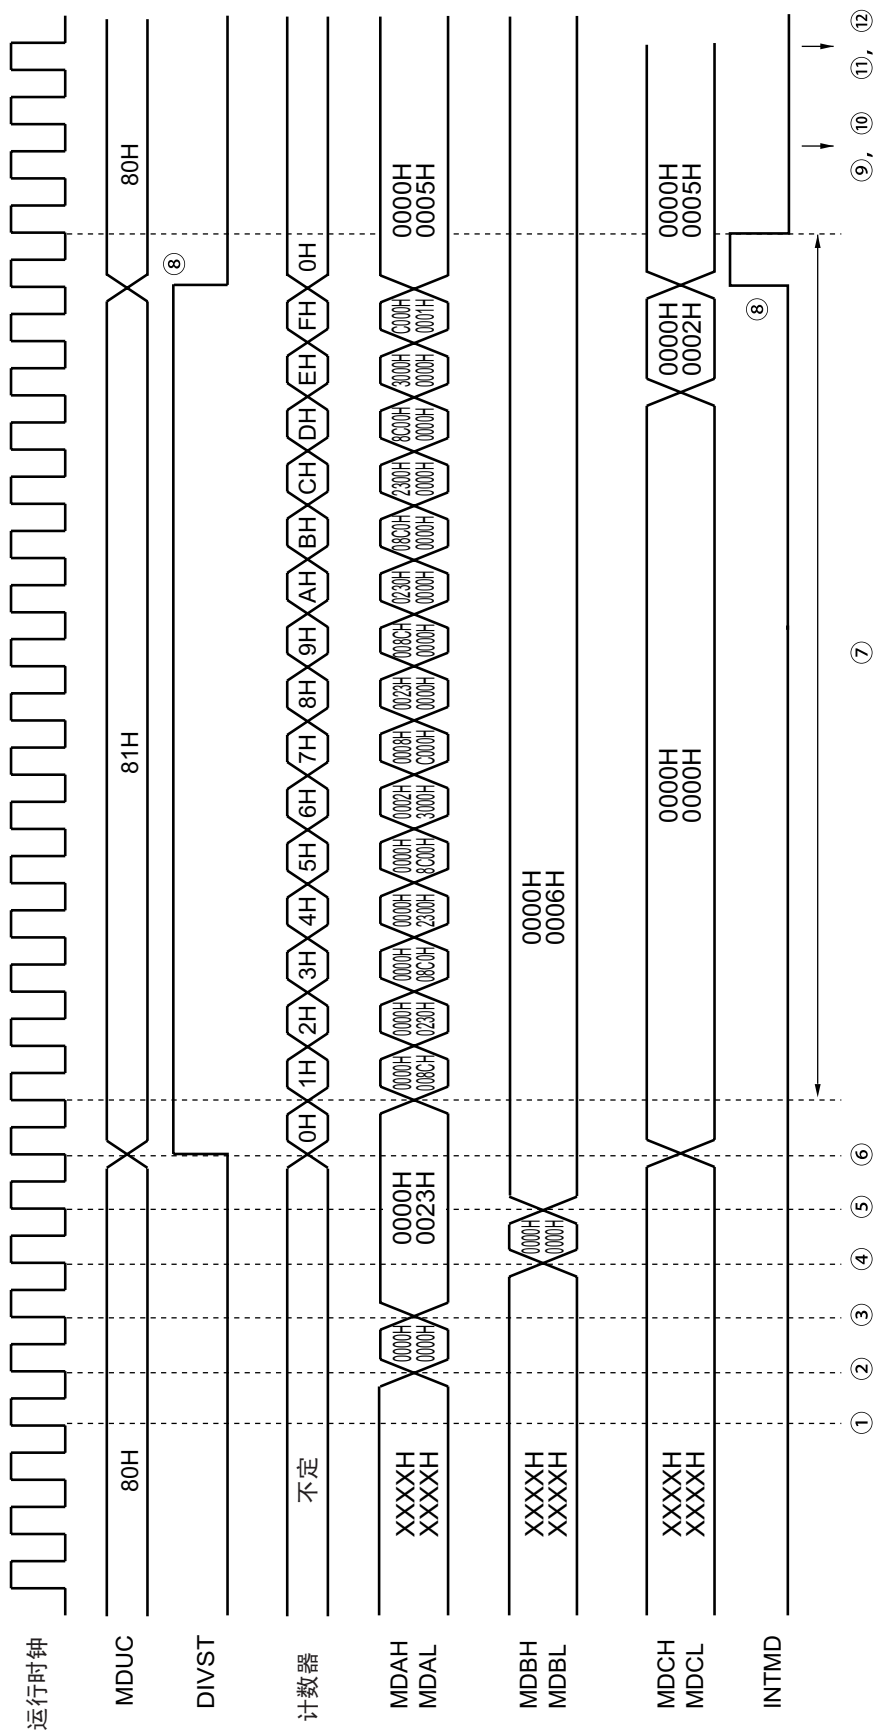 运行时钟
MDUC
80H
81H
80H
DIVST
⑧
计数器
不定
0H
1H
2H
3H
4H
5H
6H
7H
8H
9H
AH
BH
CH
DH
EH
FH
0H
MDAH
MDAL
XXXXH
XXXXH
0000H
0000H
0000H
0023H
0000H
008CH
0000H
0230H
0000H
08C0H
0000H
2300H
0000H
8C00H
0002H
3000H
0008H
C000H
0023H
0000H
008CH
0000H
0230H
0000H
08C0H
0000H
2300H
0000H
8C00H
0000H
3000H
0000H
C000H
0001H
0000H
0005H
MDBH
MDBL
XXXXH
XXXXH
0000H
0000H
0000H
0006H
MDCH
MDCL
XXXXH
XXXXH
0000H
0000H
0000H
0002H
0000H
0005H
INTMD
⑧
① ② ③ ④ ⑤ ⑥ ⑦ ⑨, ⑩ ⑪, ⑫